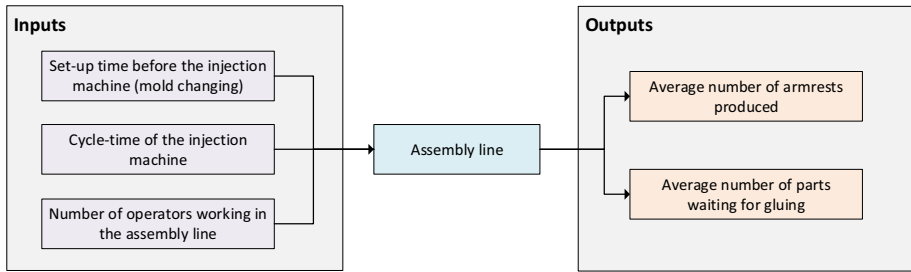 Inputs
Set-up time before the injection
machine (mold changing)
Cycle-time of the injection
machine
Number of operators working in
the assembly line
Assembly line
Outputs
Average number of armrests
produced
Average number of parts
waiting for gluing